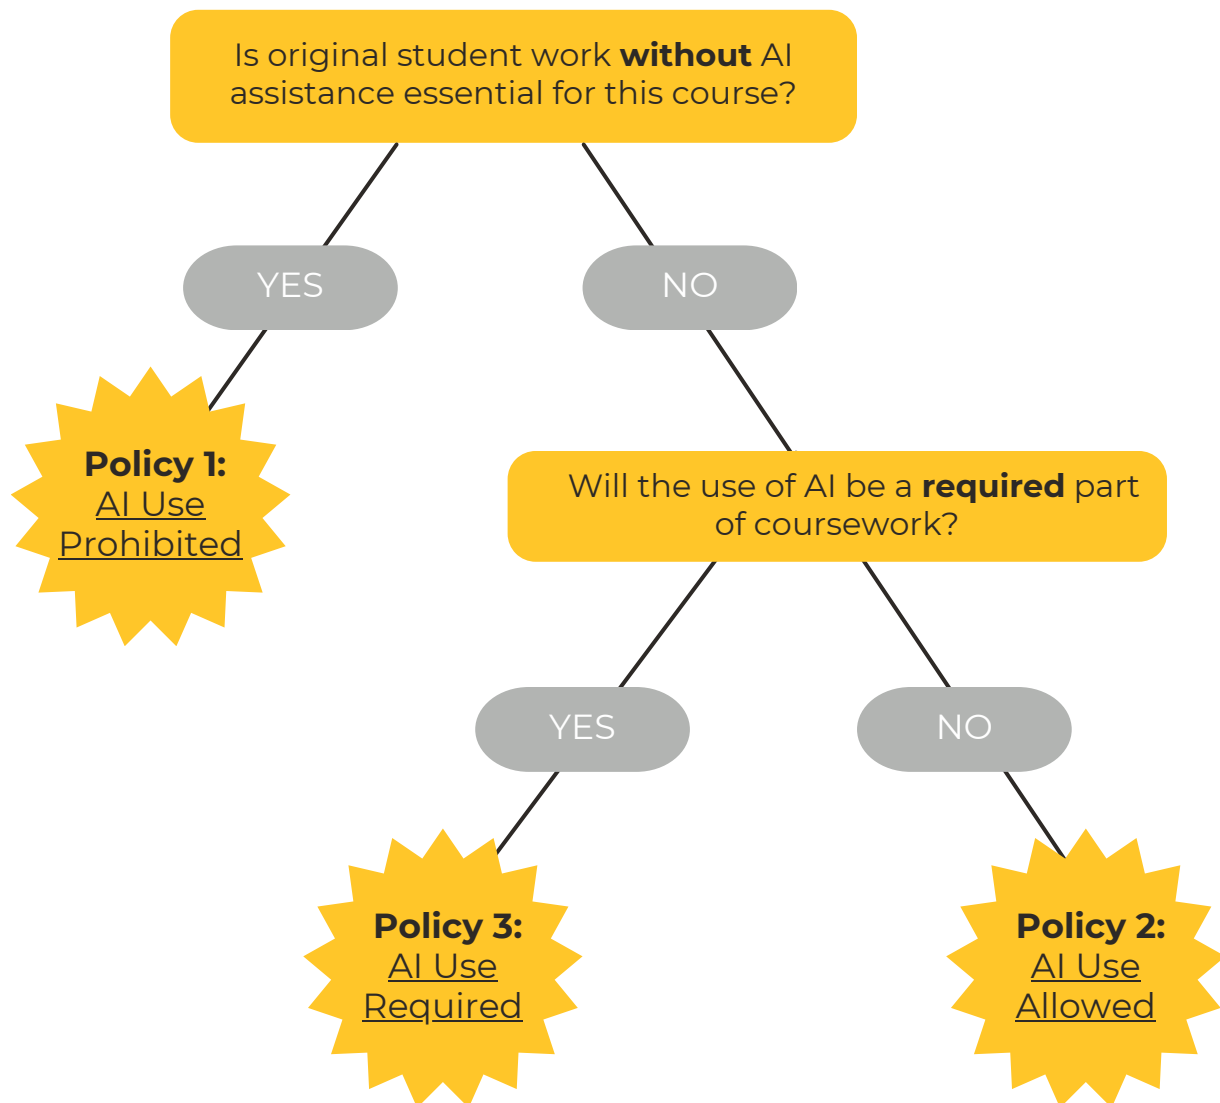 Is original student work without AI
assistance essential for this course?
YES
NO
Policy 1:
AI Use
Prohibited
Will the use of AI be a required part
of coursework?
YES
NO
Policy 3:
AI Use
Required
Policy 2:
AI Use
Allowed